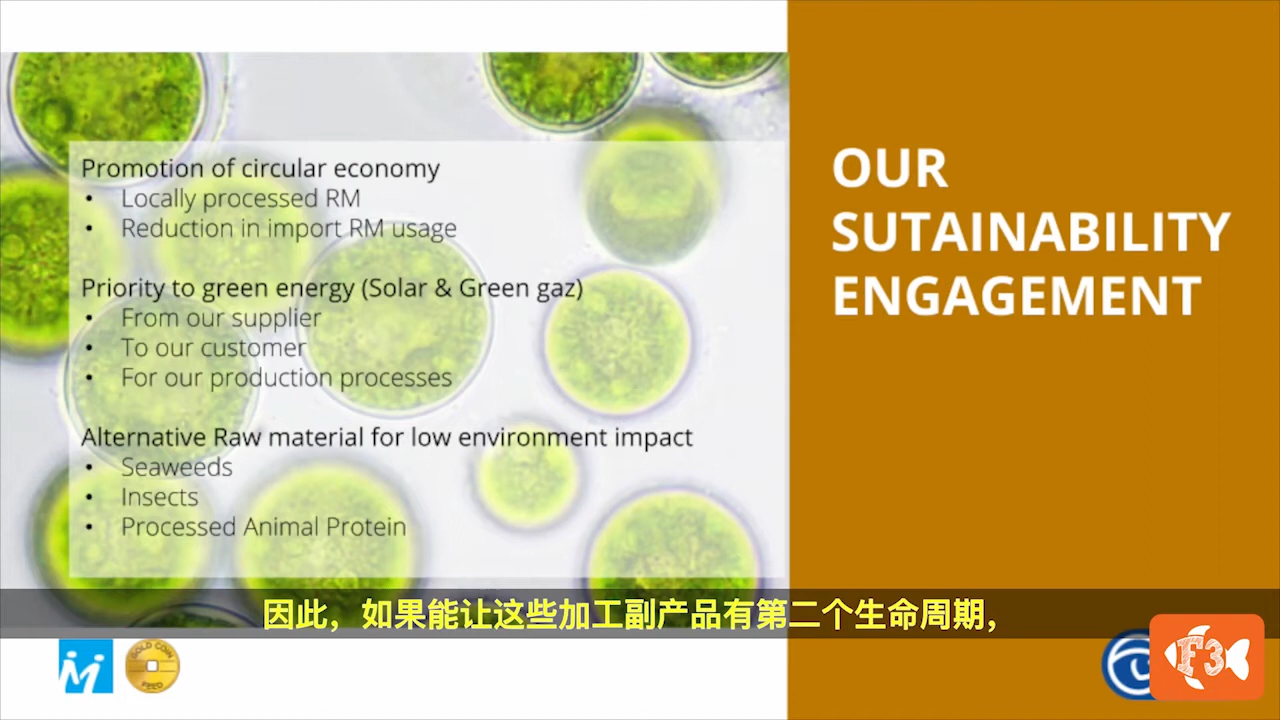 Promotion of circular economy
• Locally processed RM
• Reduction in import RM usage
Priority to green energy (Solar & Green gaz)
• From our supplier
• To our customer
• For our production processes
Alternative Raw material for low environment impact
• Seaweeds
• Insects
• Processed Animal Protein
OUR
SUTAINABILITY
ENGAGEMENT
因此，如果能让这些加工副产品有第二个生命周期，
GOLD COIN
FEED
F3